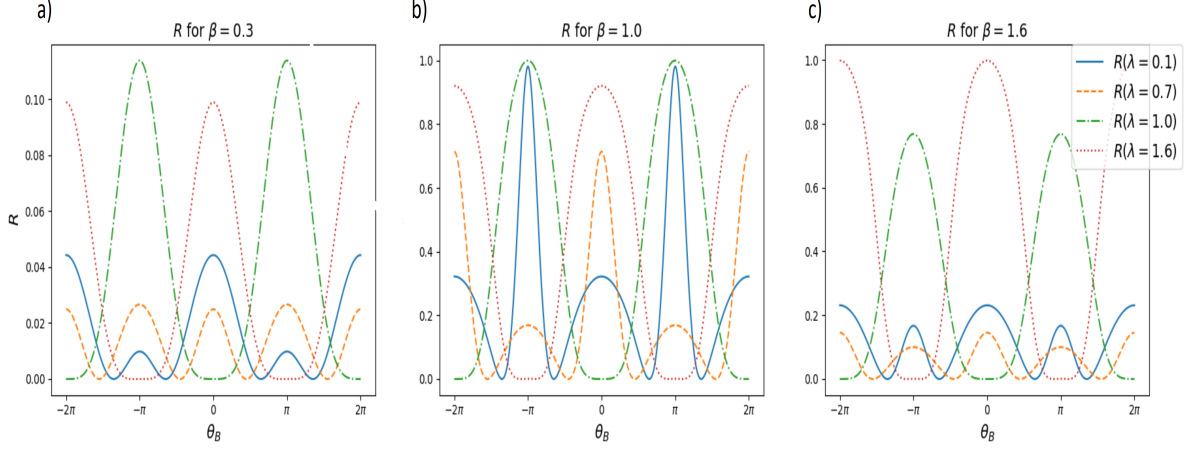 a)
R for β = 0.3
R
0.10
0.08
0.06
0.04
0.02
0.00
−2π −π 0 π 2π
θ_B
b)
R for β = 1.0
1.0
0.8
0.6
0.4
0.2
0.0
−2π −π 0 π 2π
θ_B
c)
R for β = 1.6
1.0
0.8
0.6
0.4
0.2
0.0
−2π −π 0 π 2π
θ_B
R(λ = 0.1)
R(λ = 0.7)
R(λ = 1.0)
R(λ = 1.6)